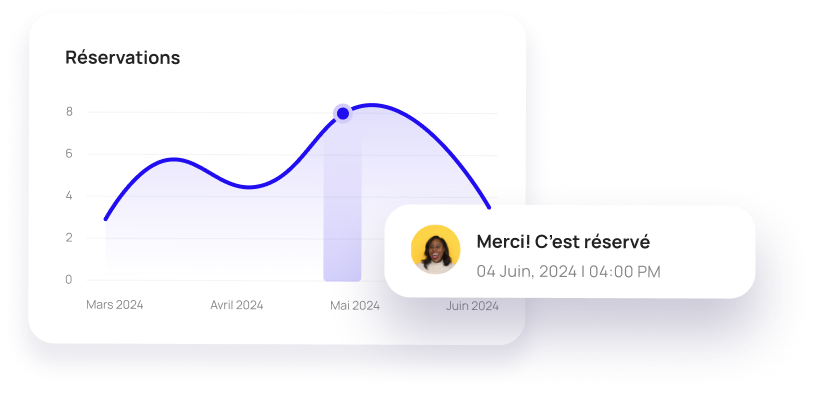 Réservations
8
6
4
2
0
Mars 2024 Avril 2024 Mai 2024 Juin 2024
Merci! C’est réservé
04 Juin, 2024 | 04:00 PM